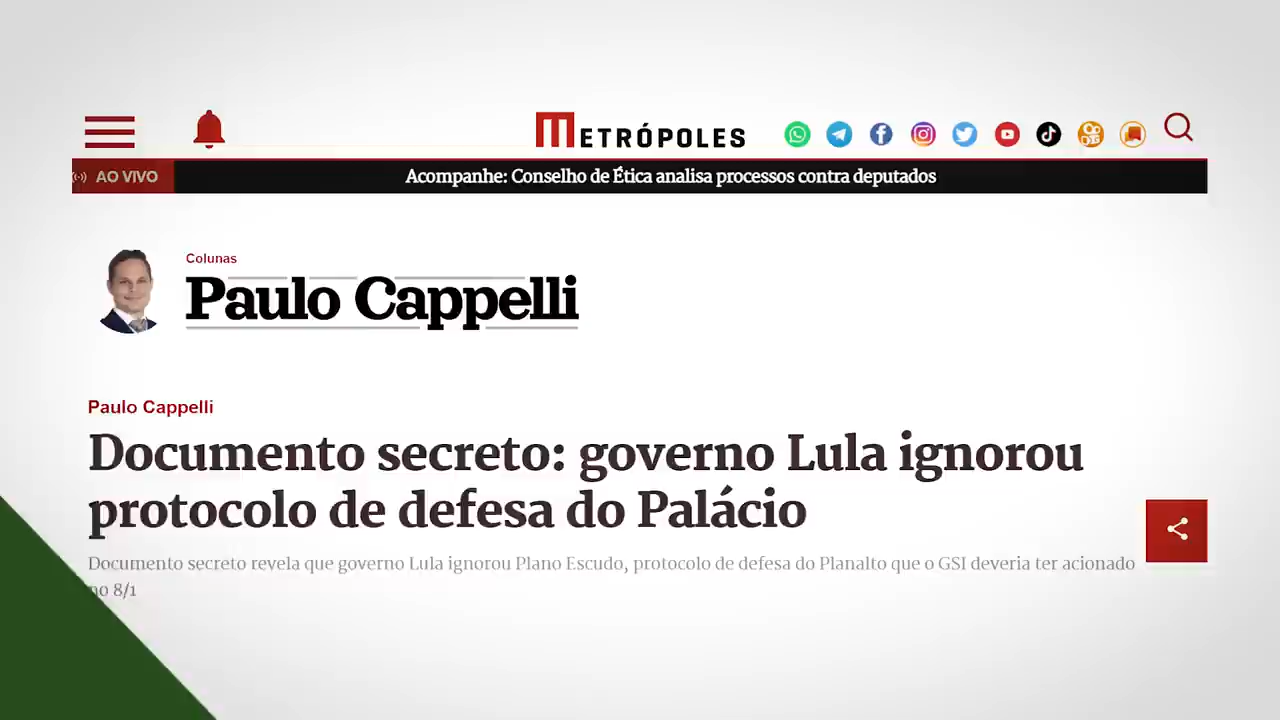 METRÓPOLES
AO VIVO
Acompanhe: Conselho de Ética analisa processos contra deputados
Colunas
Paulo Cappelli
Paulo Cappelli
Documento secreto: governo Lula ignorou
protocolo de defesa do Palácio
Documento secreto revela que governo Lula ignorou Plano Escudo, protocolo de defesa do Planalto que o GSI deveria ter acionado
no 8/1